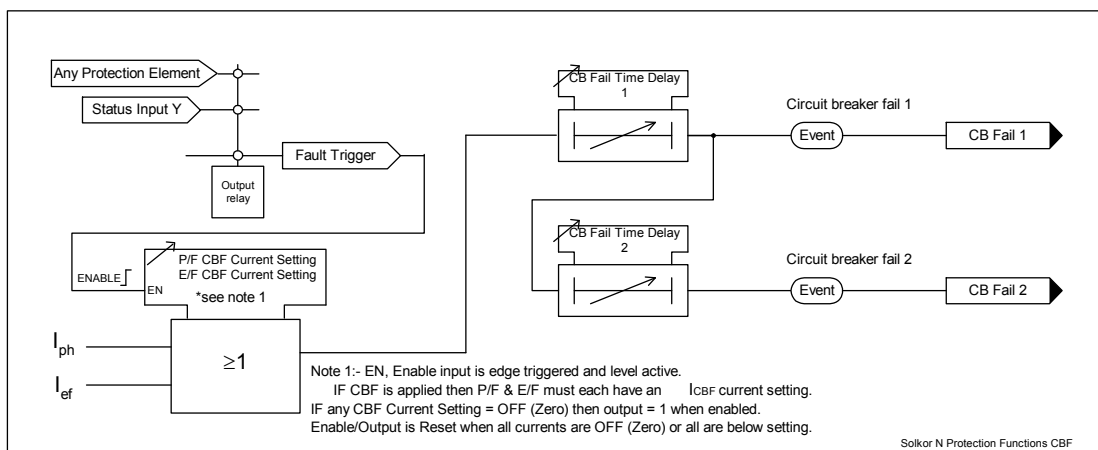 Any Protection Element
Status Input Y
Fault Trigger
Output
relay
ENABLE
EN
P/F CBF Current Setting
E/F CBF Current Setting
*see note 1
Iph
Ief
≥1
CB Fail Time Delay
1
Circuit breaker fail 1
Event
CB Fail 1
CB Fail Time Delay
2
Circuit breaker fail 2
Event
CB Fail 2
Note 1:- EN, Enable input is edge triggered and level active.
IF CBF is applied then P/F & E/F must each have an ICBF current setting.
IF any CBF Current Setting = OFF (Zero) then output = 1 when enabled.
Enable/Output is Reset when all currents are OFF (Zero) or all are below setting.
Solkor N Protection Functions CBF